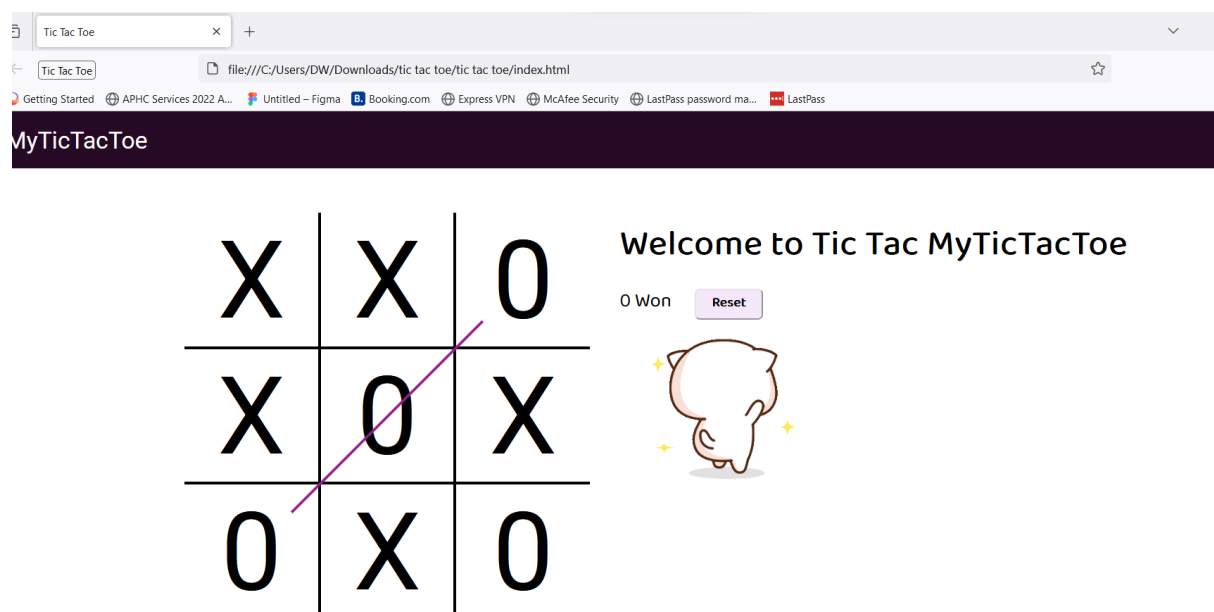 Tic Tac Toe
Tic Tac Toe
file:///C:/Users/DW/Downloads/tic tac toe/tic tac toe/index.html
Getting Started APHC Services 2022 A... Untitled – Figma Booking.com Express VPN McAfee Security LastPass password ma... LastPass
MyTicTacToe
Welcome to Tic Tac MyTicTacToe
0 Won Reset
X X 0
X 0 X
0 X 0